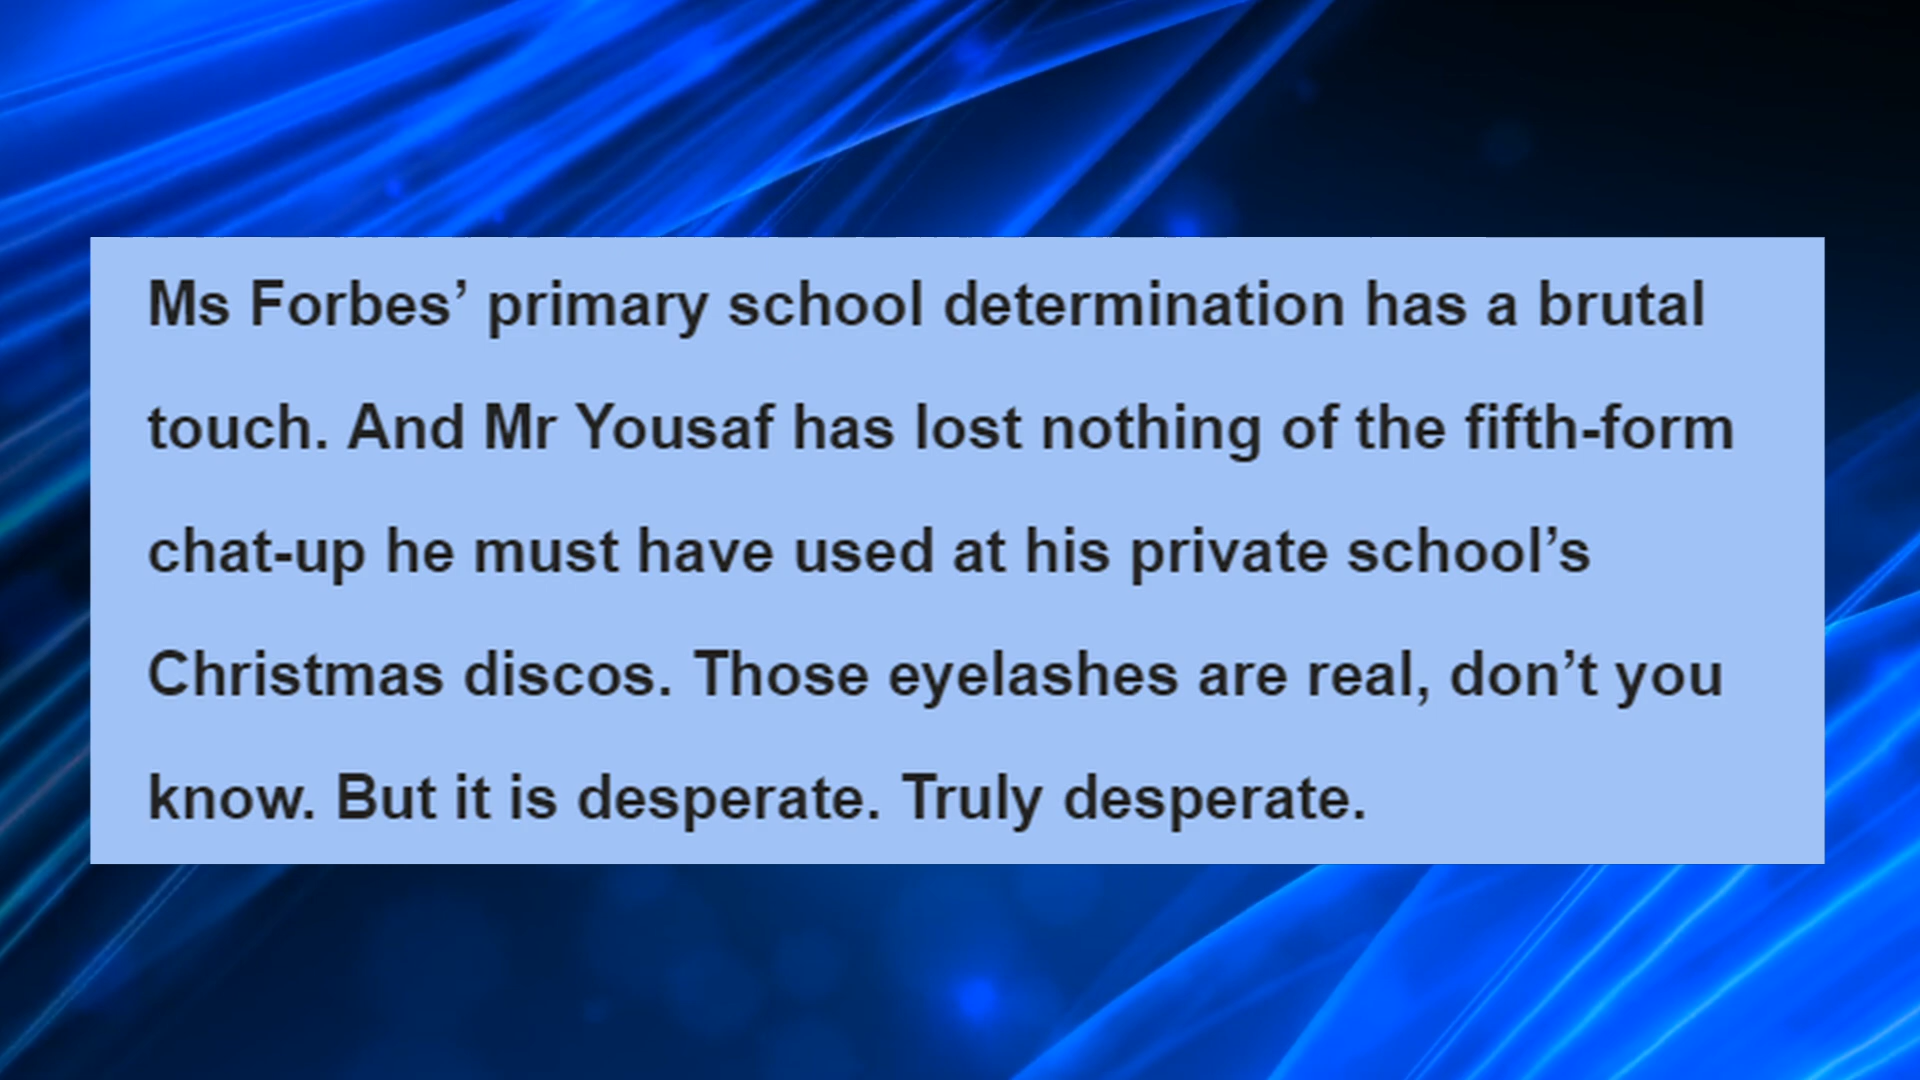 Ms Forbes’ primary school determination has a brutal
touch. And Mr Yousaf has lost nothing of the fifth-form
chat-up he must have used at his private school’s
Christmas discos. Those eyelashes are real, don’t you
know. But it is desperate. Truly desperate.